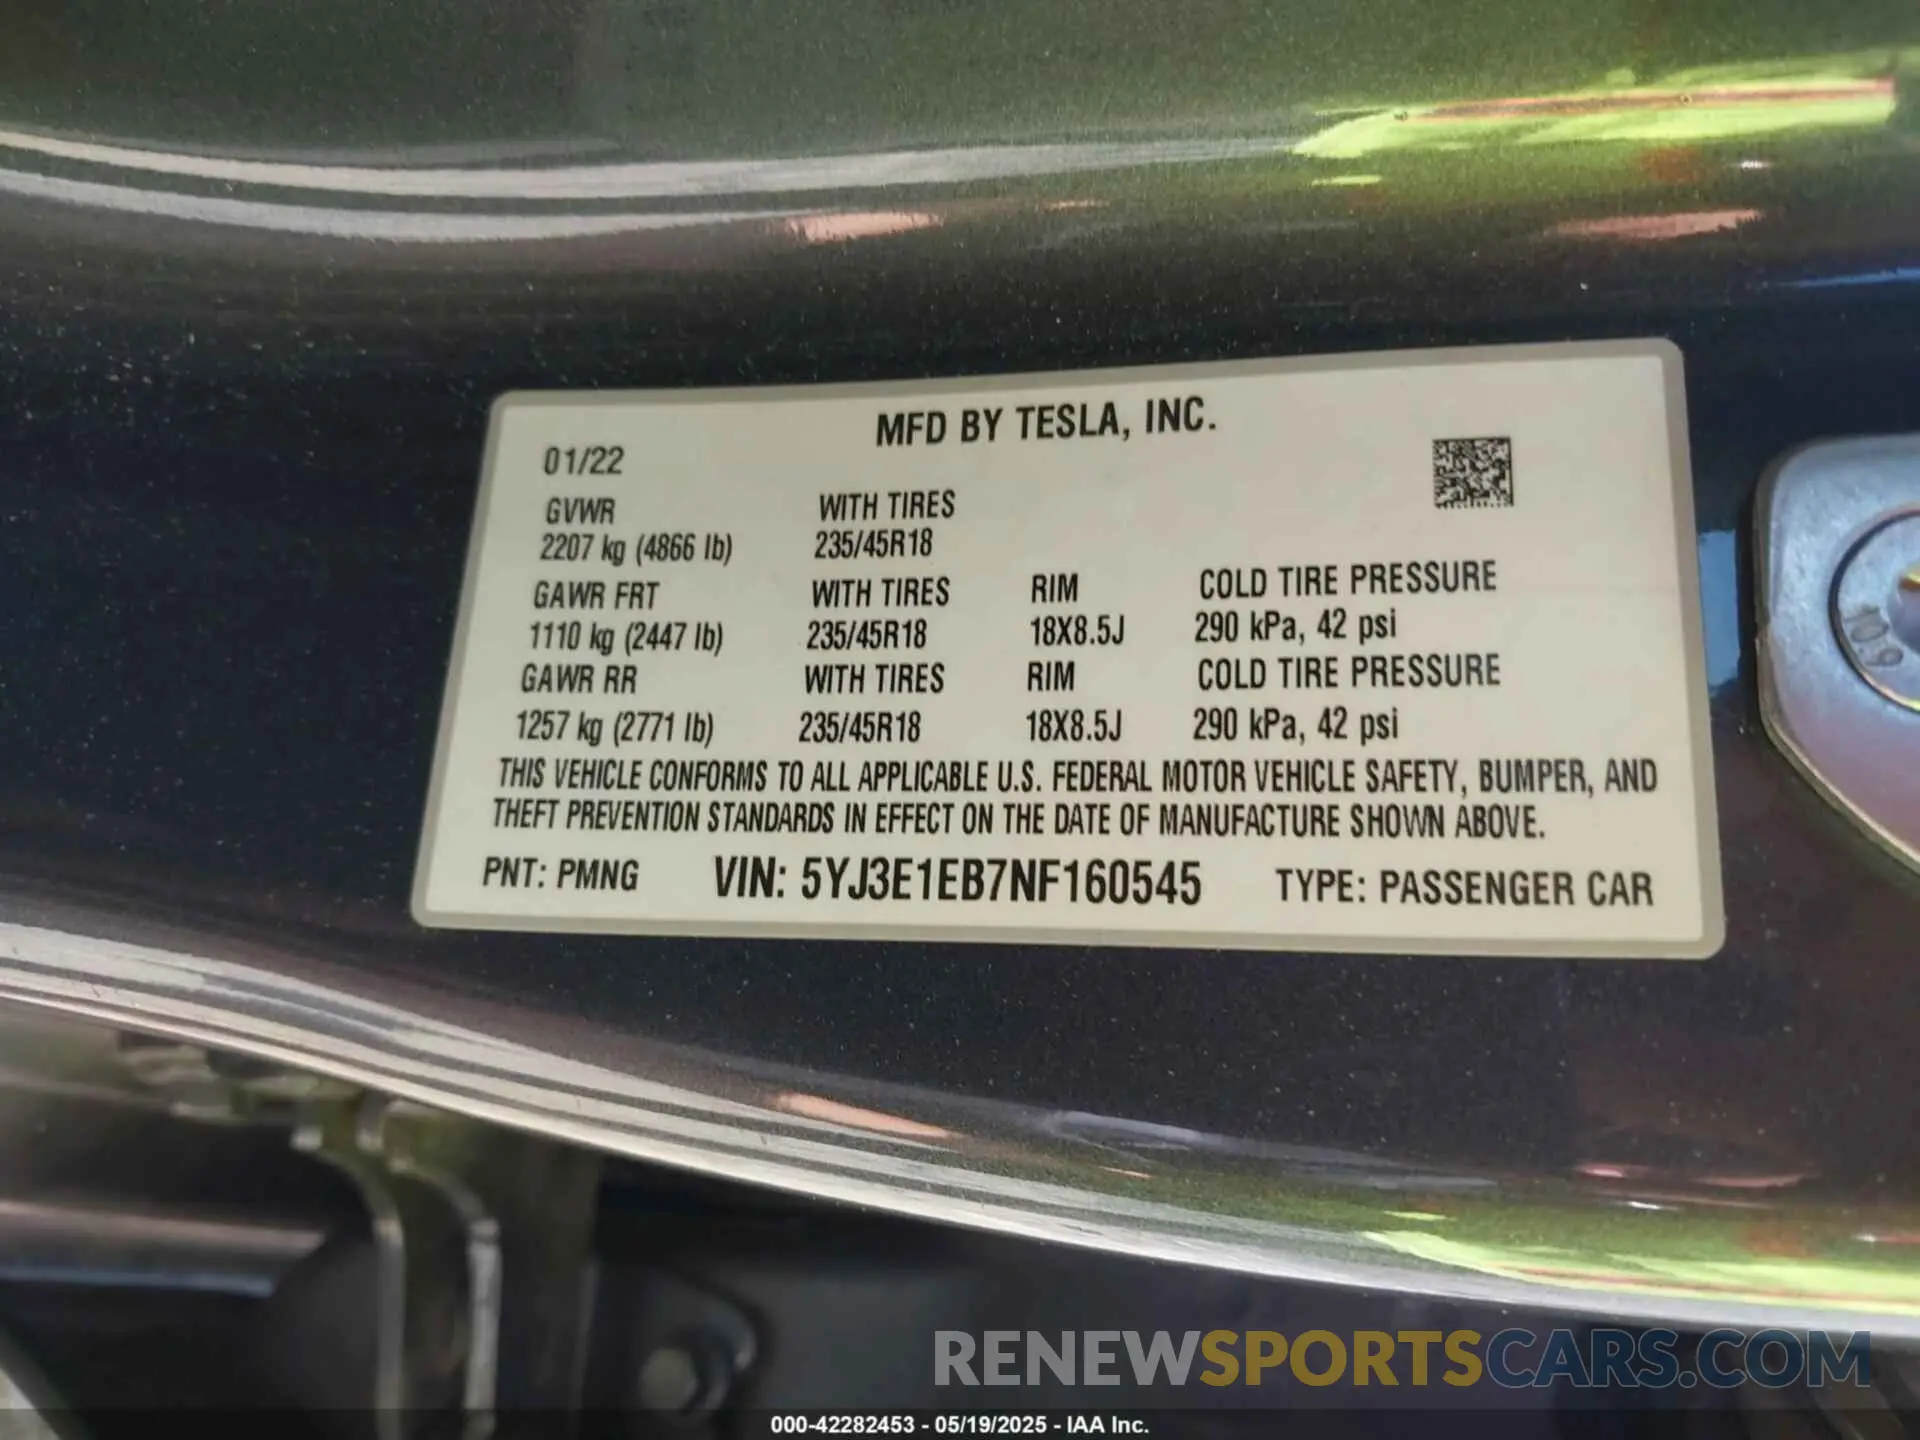 MFD BY TESLA, INC.
01/22
GVWR WITH TIRES
2207 kg (4866 lb) 235/45R18
GAWR FRT WITH TIRES RIM COLD TIRE PRESSURE
1110 kg (2447 lb) 235/45R18 18X8.5J 290 kPa, 42 psi
GAWR RR WITH TIRES RIM COLD TIRE PRESSURE
1257 kg (2771 lb) 235/45R18 18X8.5J 290 kPa, 42 psi
THIS VEHICLE CONFORMS TO ALL APPLICABLE U.S. FEDERAL MOTOR VEHICLE SAFETY, BUMPER, AND
THEFT PREVENTION STANDARDS IN EFFECT ON THE DATE OF MANUFACTURE SHOWN ABOVE.
PNT: PMNG VIN: 5YJ3E1EB7NF160545 TYPE: PASSENGER CAR
10.9
RENEWSPORTSCARS.COM
000-42282453 - 05/19/2025 - IAA Inc.